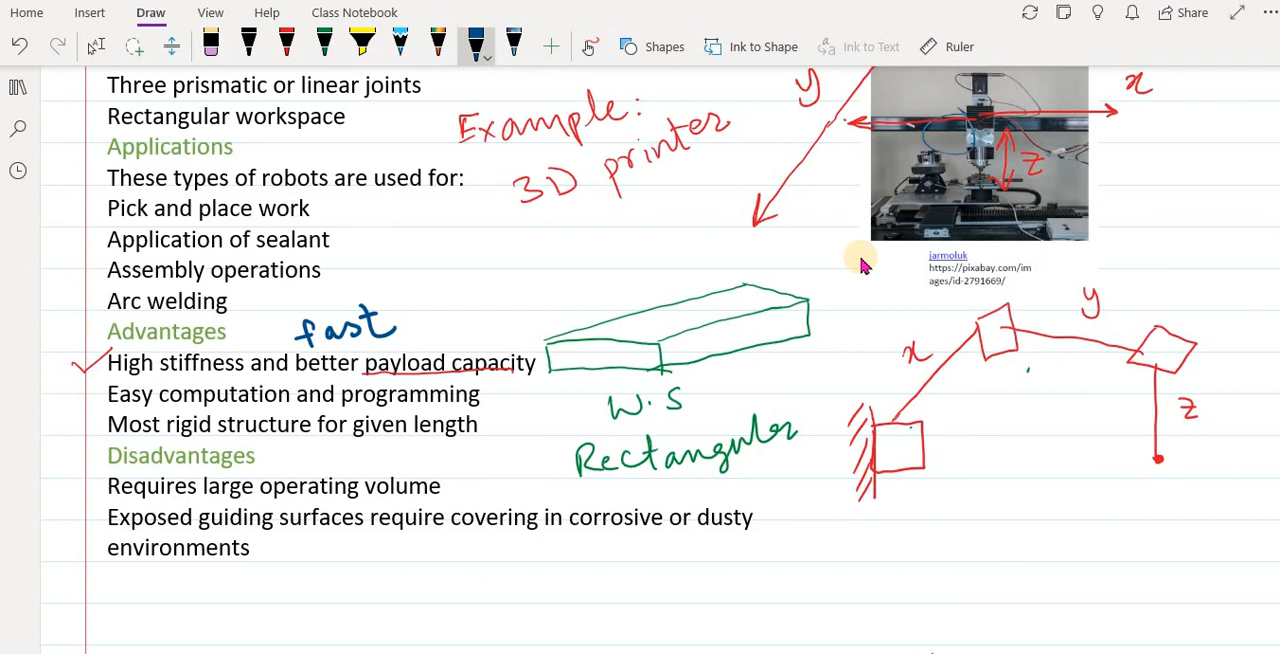 Home Insert Draw View Help Class Notebook Share
Shapes Ink to Shape Ink to Text Ruler
Three prismatic or linear joints
Rectangular workspace
Applications
These types of robots are used for:
Pick and place work
Application of sealant
Assembly operations
Arc welding
Advantages
High stiffness and better payload capacity
Easy computation and programming
Most rigid structure for given length
Disadvantages
Requires large operating volume
Exposed guiding surfaces require covering in corrosive or dusty
environments
Example:
3D printer
y
x
z
jarmoluk
https://pixabay.com/im
ages/id-2791669/
fast
W.S
Rectangular
x
y
z